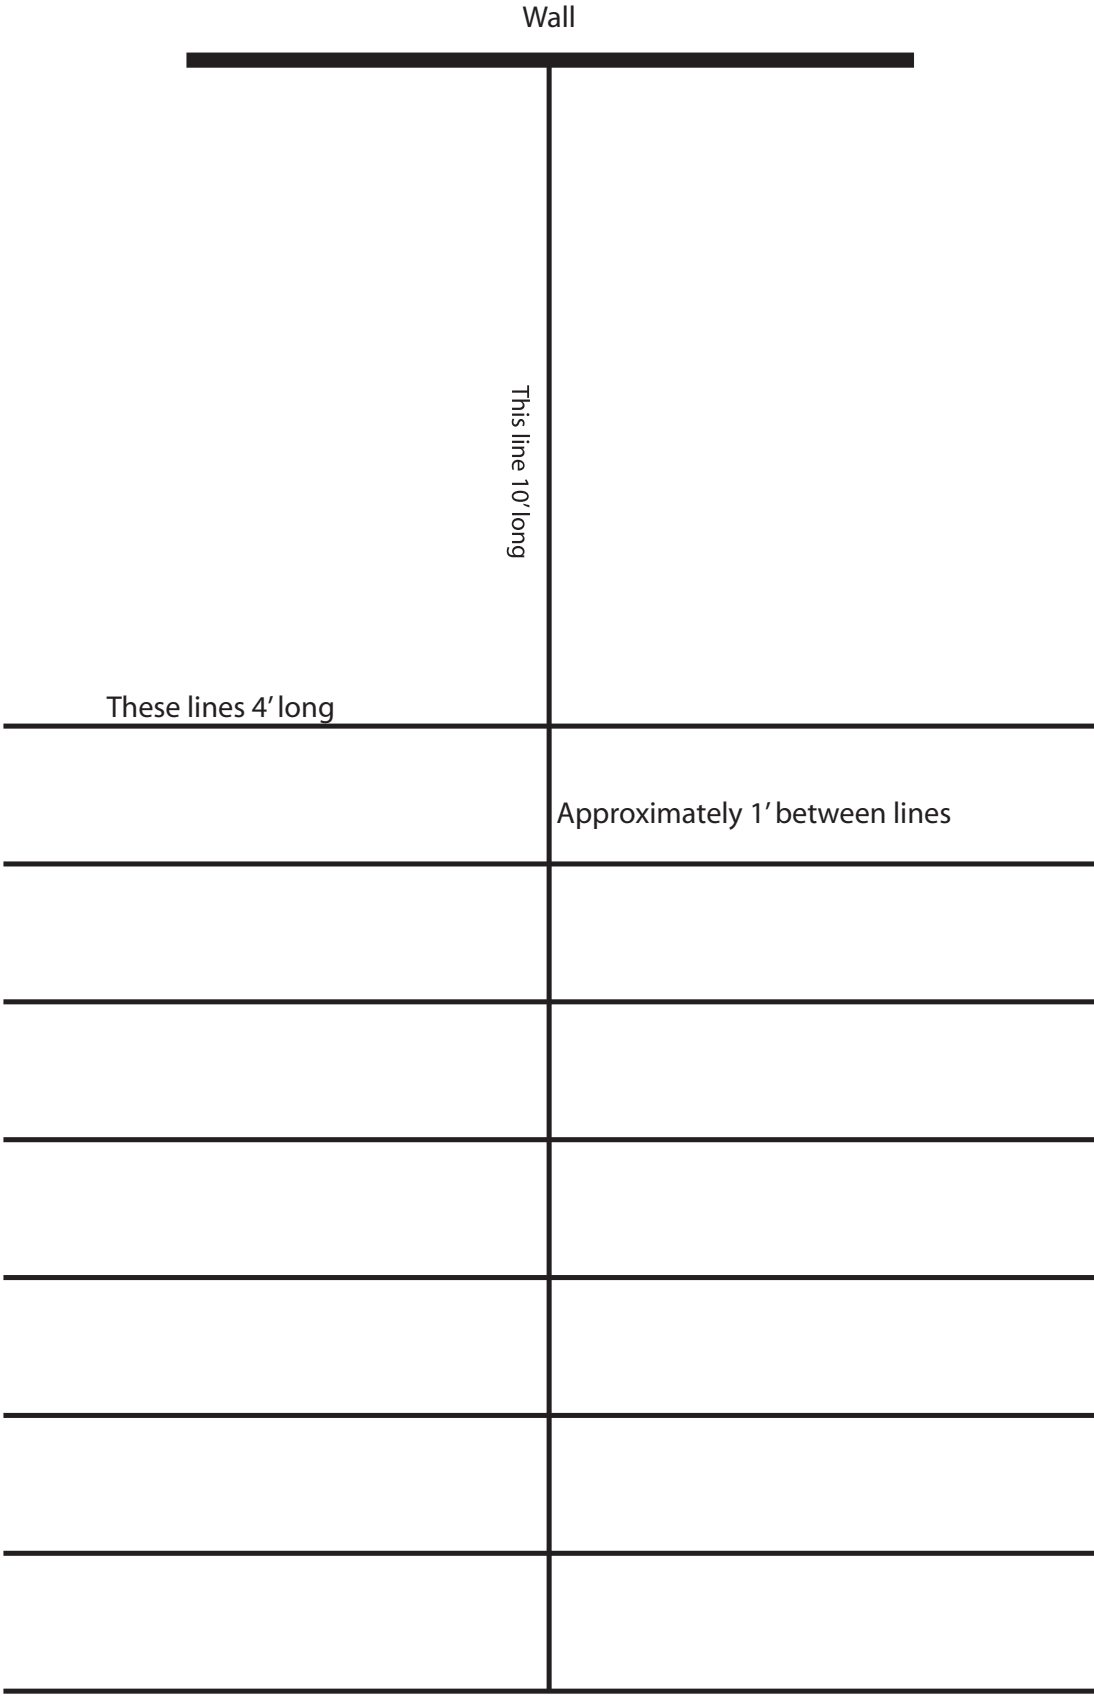 Wall
This line 10’ long
These lines 4’ long
Approximately 1’ between lines